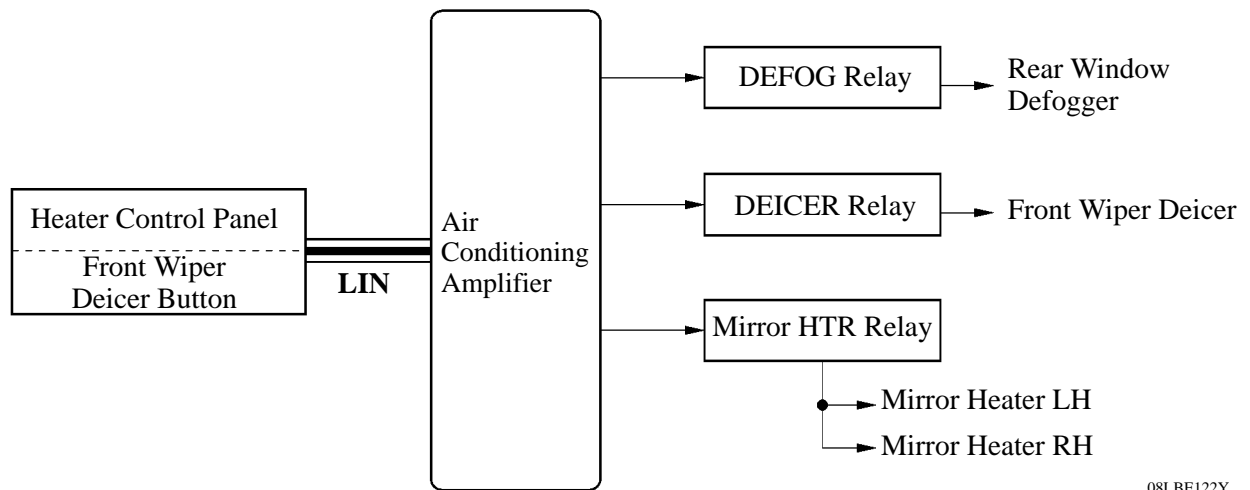 Heater Control Panel
Front Wiper
Deicer Button
LIN
Air
Conditioning
Amplifier
DEFOG Relay
Rear Window
Defogger
DEICER Relay
Front Wiper Deicer
Mirror HTR Relay
Mirror Heater LH
Mirror Heater RH
08LBE122Y